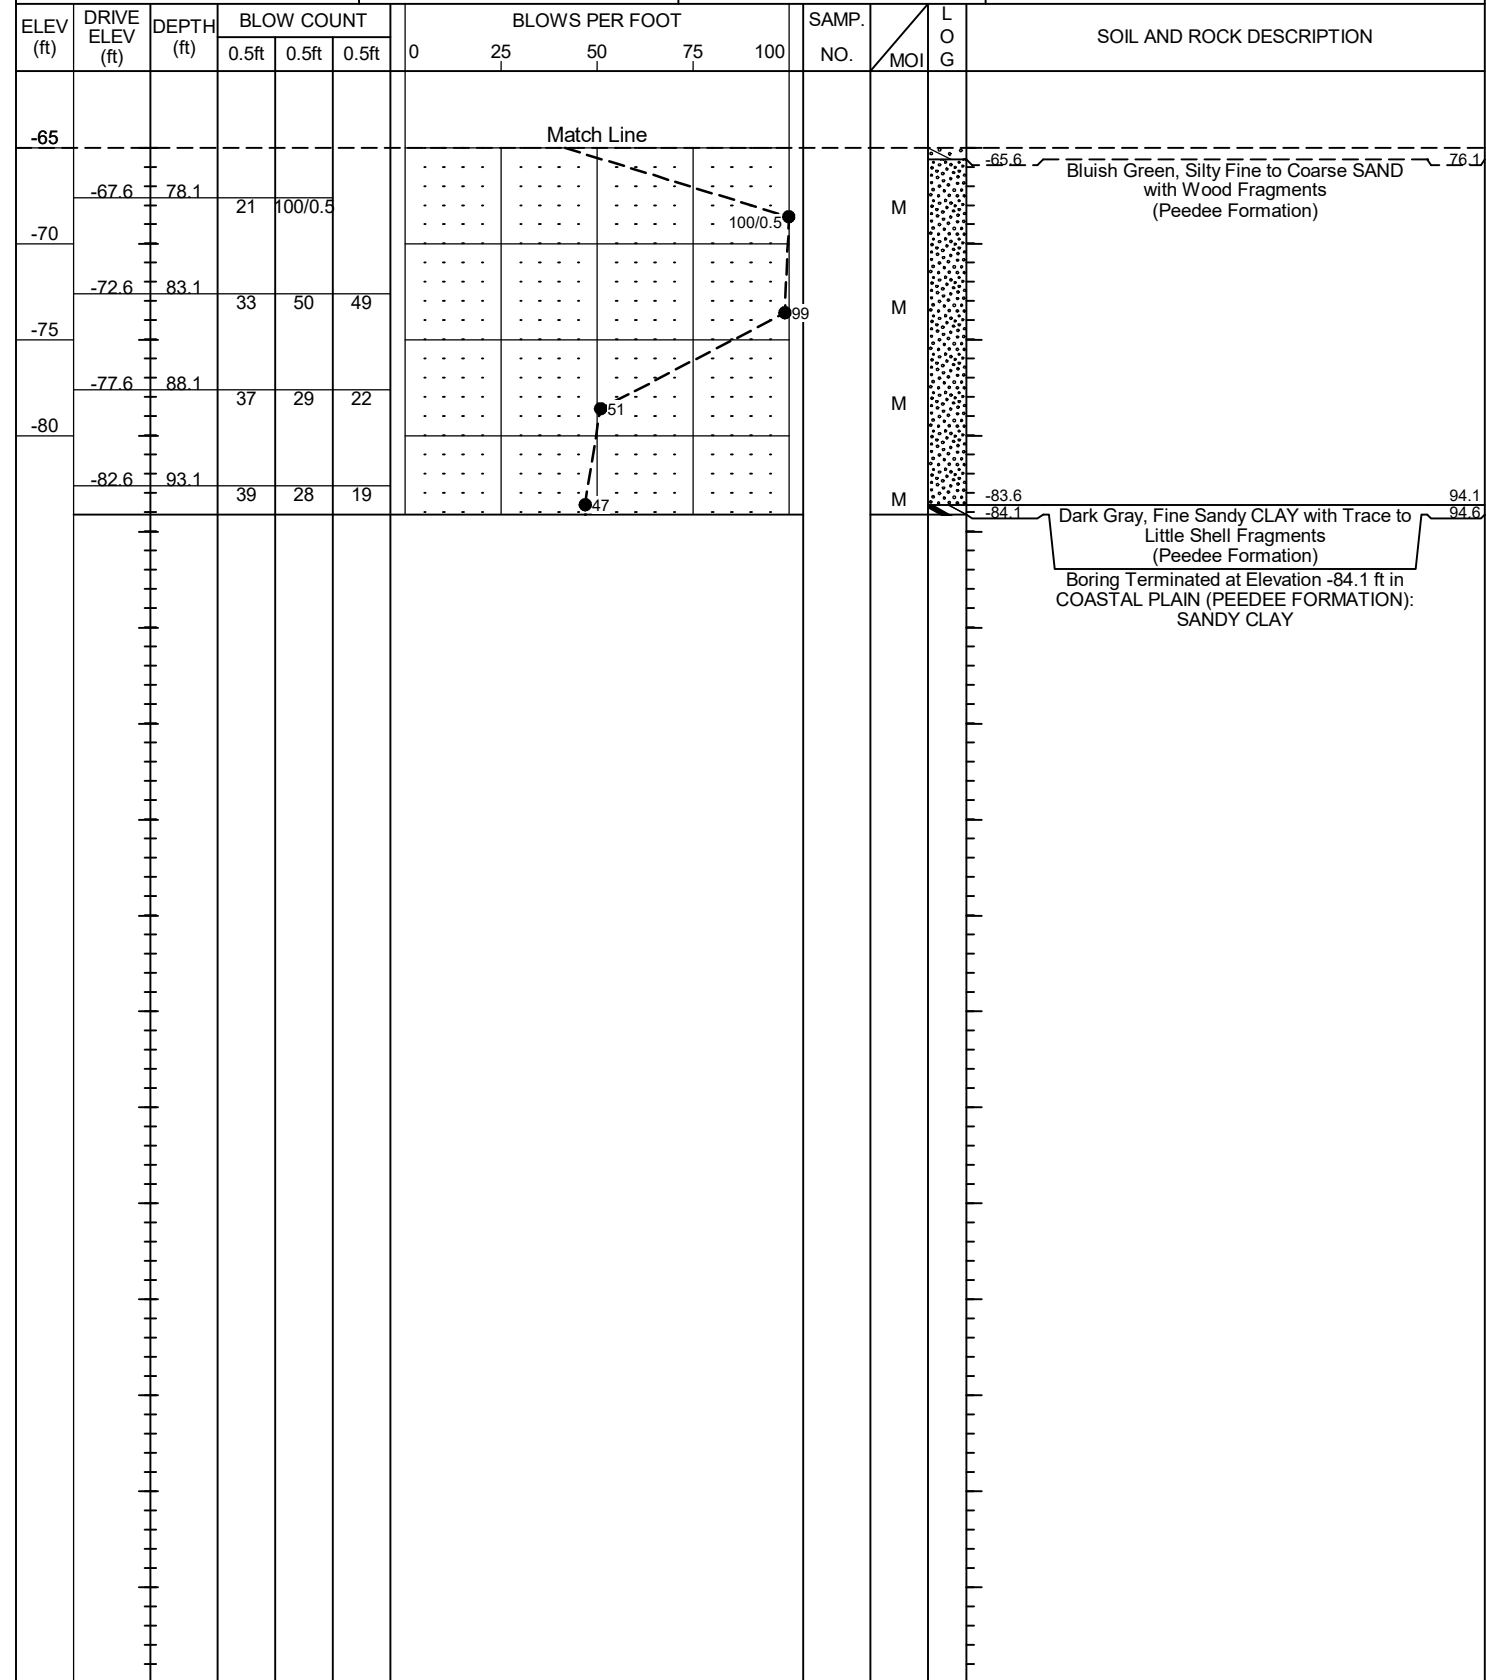 ELEV (ft) DRIVE ELEV (ft) DEPTH (ft) BLOW COUNT BLOWS PER FOOT SAMP. NO. MOI LOG SOIL AND ROCK DESCRIPTION
0.5ft 0.5ft 0.5ft 0 25 50 75 100
Match Line
-65
-65.6 76.1
Bluish Green, Silty Fine to Coarse SAND
with Wood Fragments
(Peedee Formation)
-67.6 78.1
21 100/0.5 100/0.5 M
-70
-72.6 83.1
33 50 49 99 M
-75
-77.6 88.1
37 29 22 51 M
-80
-82.6 93.1
39 28 19 47 M
-83.6 94.1
-84.1 94.6
Dark Gray, Fine Sandy CLAY with Trace to
Little Shell Fragments
(Peedee Formation)
Boring Terminated at Elevation -84.1 ft in
COASTAL PLAIN (PEEDEE FORMATION):
SANDY CLAY